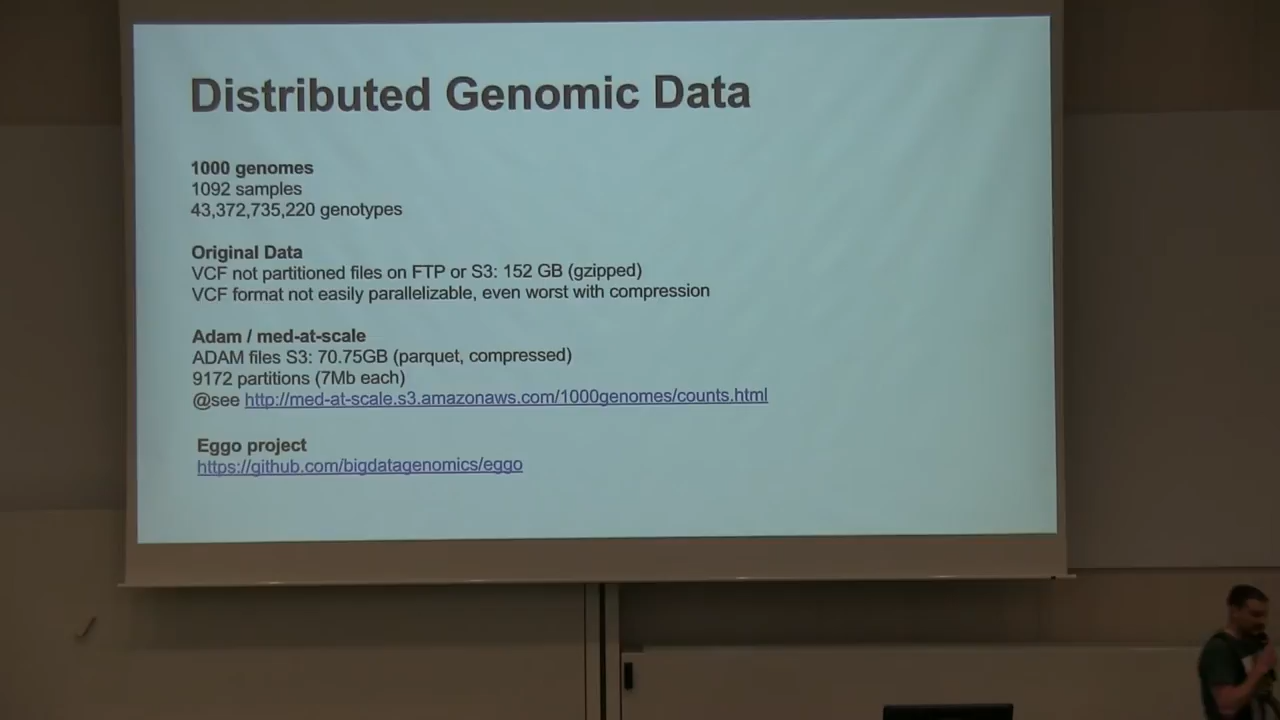 Distributed Genomic Data
1000 genomes
1092 samples
43,372,735,220 genotypes
Original Data
VCF not partitioned files on FTP or S3: 152 GB (gzipped)
VCF format not easily parallelizable, even worst with compression
Adam / med-at-scale
ADAM files S3: 70.75GB (parquet, compressed)
9172 partitions (7Mb each)
@see http://med-at-scale.s3.amazonaws.com/1000genomes/counts.html
Eggo project
https://github.com/bigdatagenomics/eggo